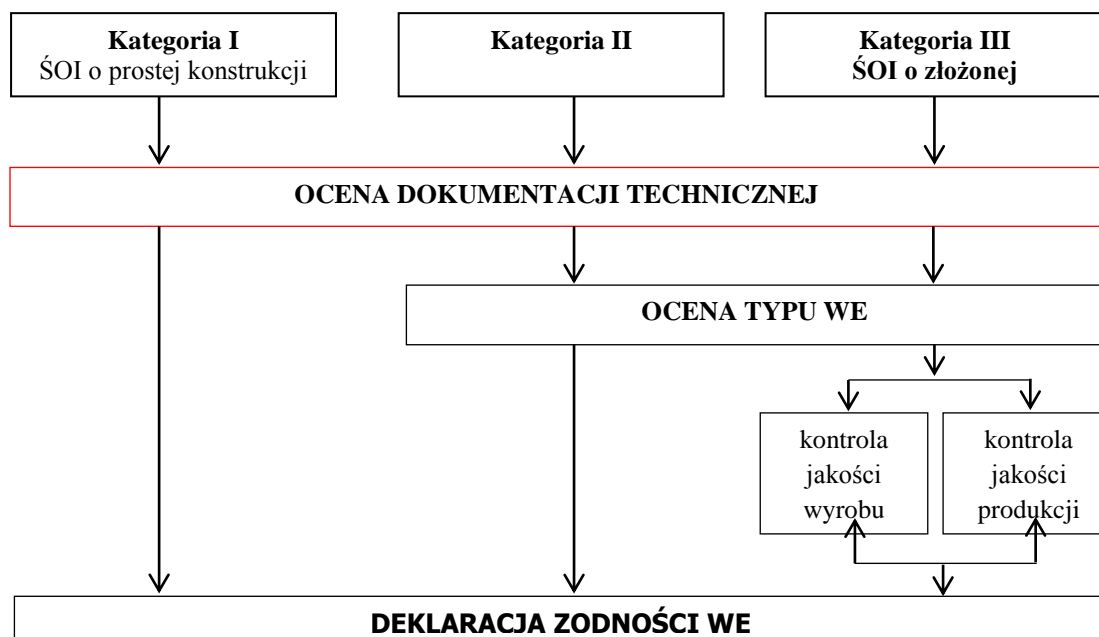 Kategoria I
ŚOI o prostej konstrukcji
Kategoria II
Kategoria III
ŚOI o złożonej
OCENA DOKUMENTACJI TECHNICZNEJ
OCENA TYPU WE
kontrola
jakości
wyrobu
kontrola
jakości
produkcji
DEKLARACJA ZODNOŚCI WE